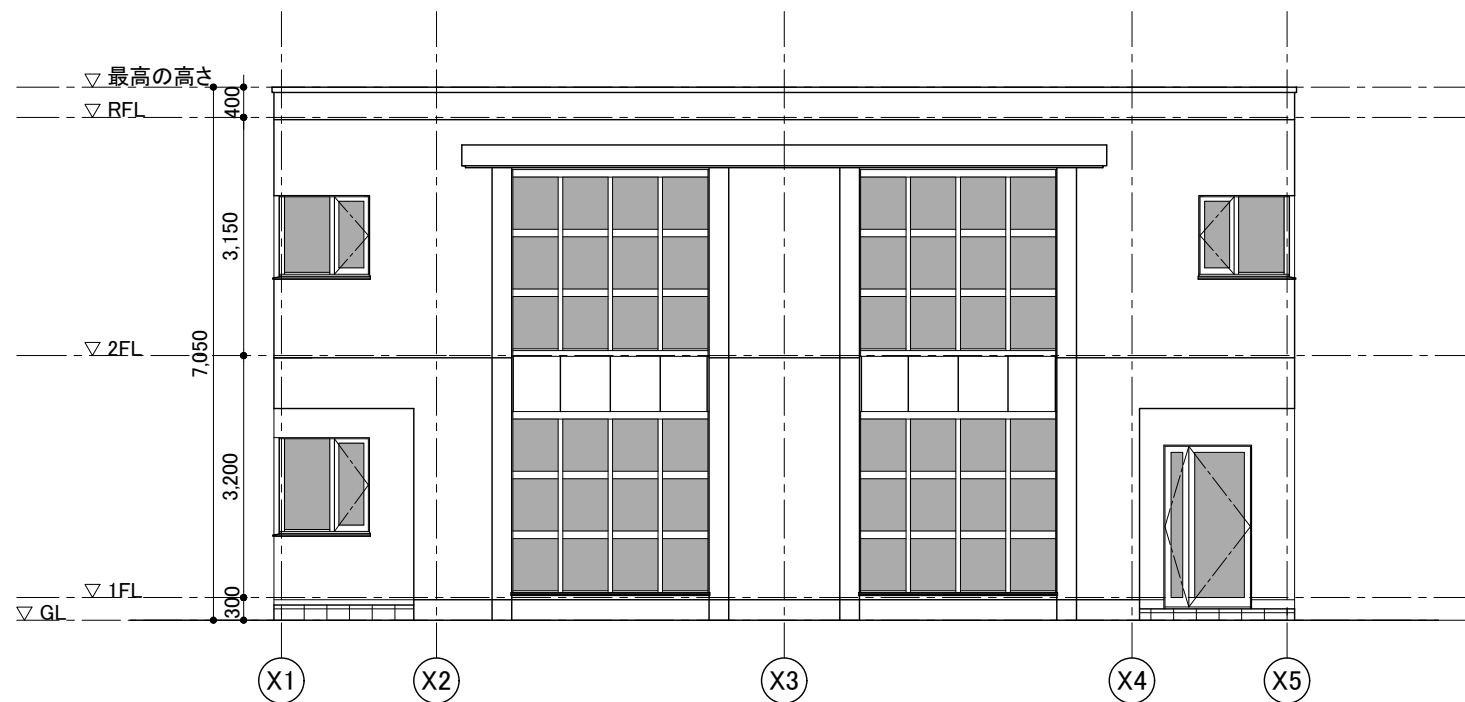 ▽ 最高の高さ
400
▽ RFL
3,150
7,050
▽ 2FL
3,200
▽ 1FL
300
▽ GL
X1
X2
X3
X4
X5